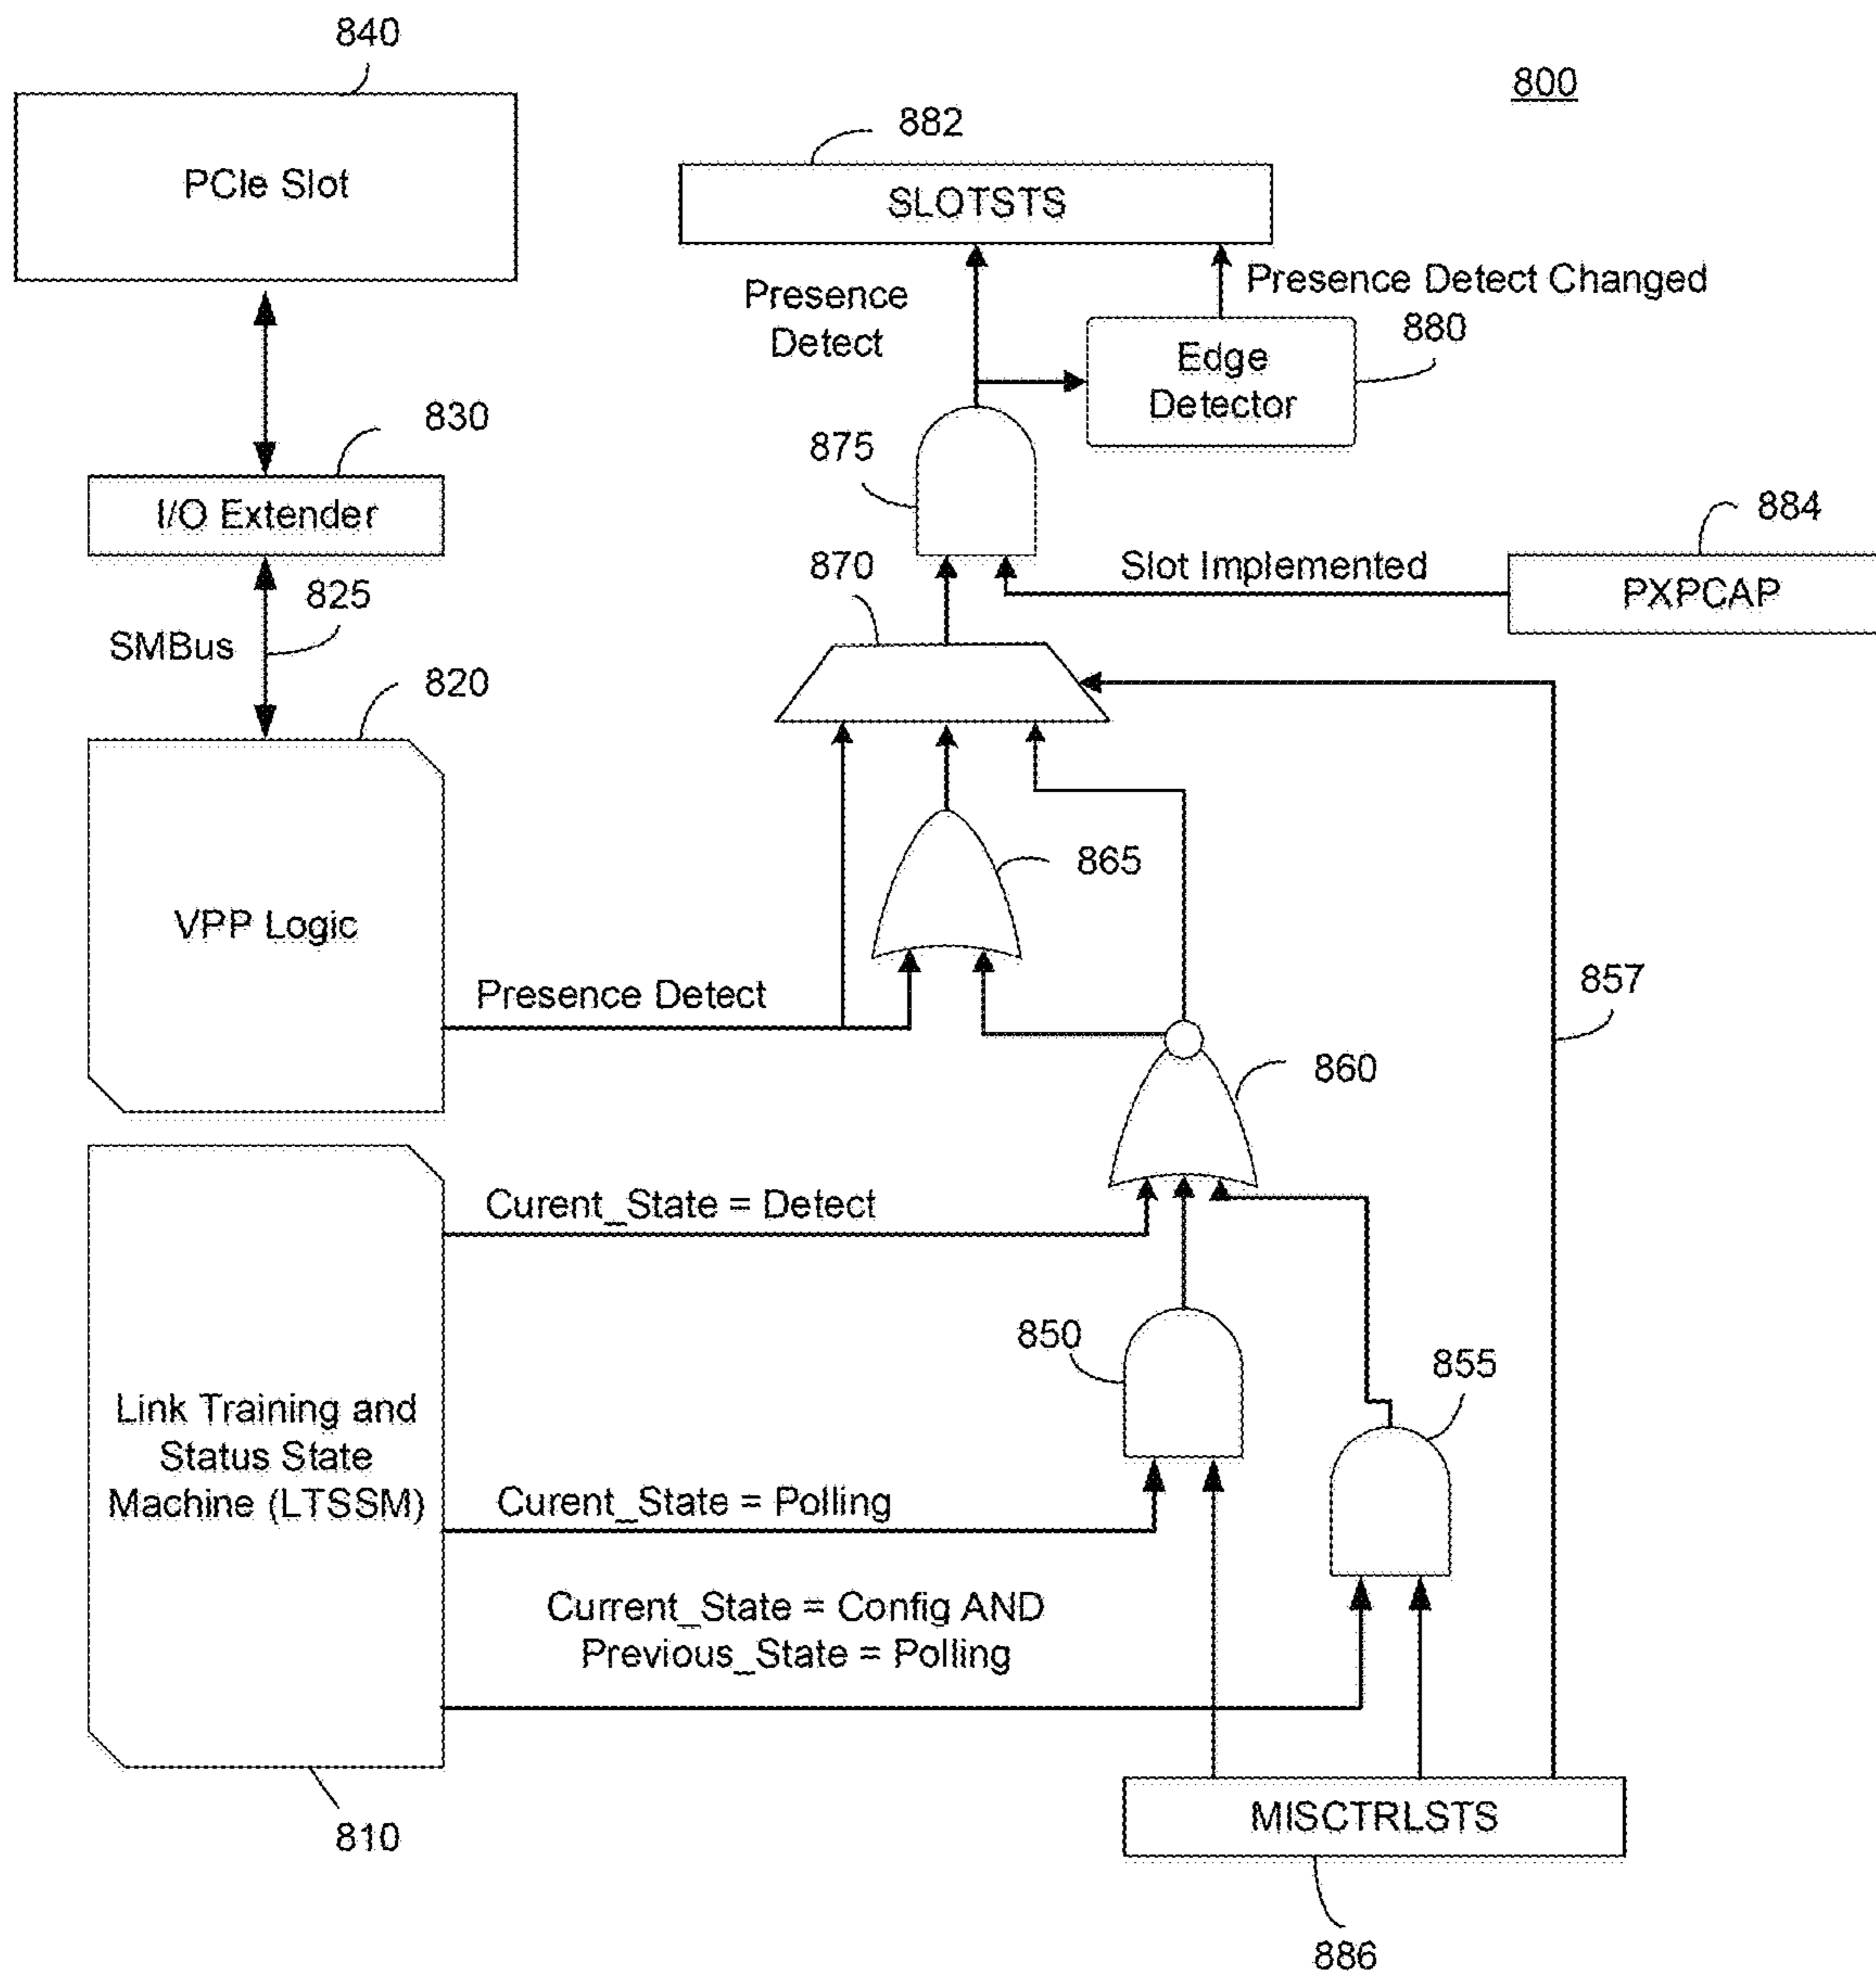 840
800
882
PCIe Slot
SLOTSTS
Presence
Detect
Presence Detect Changed
880
Edge
Detector
830
875
884
I/O Extender
Slot Implemented
870
825
PXPCAP
SMBus
820
865
VPP Logic
857
Presence Detect
860
Curent_State = Detect
850
855
Link Training and
Status State
Machine (LTSSM)
Curent_State = Polling
Current_State = Config AND
Previous_State = Polling
MISCTRLSTS
810
886